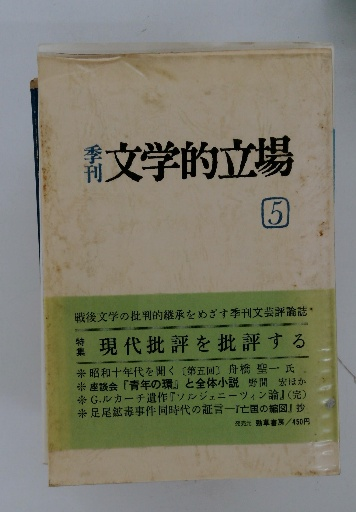 季刊 文学的立場
5
戦後文学の批判的継承をめざす季刊文芸評論誌
特集 現代批評を批評する
※昭和十年代を聞く〔第五回〕舟橋聖一氏
※座談会『青年の環』と全体小説 野間 宏ほか
※G.ルカーチ遺作『ソルジェニーツィン論』(完)
※足尾鉱毒事件同時代の証言―『亡国の縮図』抄
発売元 勁草書房/450円